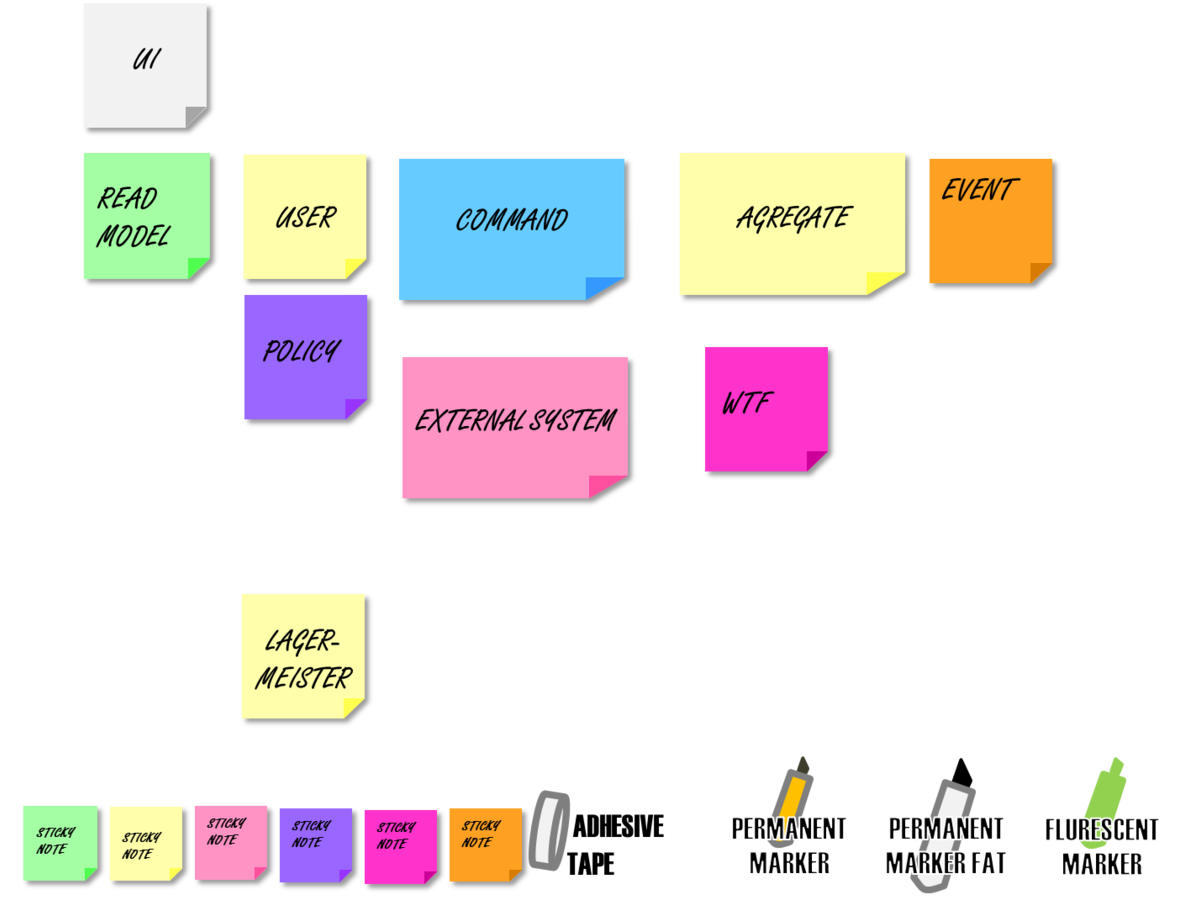 UI
READ
MODEL
USER
COMMAND
AGREGATE
EVENT
POLICY
EXTERNAL SYSTEM
WTF
LAGER-
MEISTER
STICKY
NOTE
STICKY
NOTE
STICKY
NOTE
STICKY
NOTE
STICKY
NOTE
STICKY
NOTE
ADHESIVE
TAPE
PERMANENT
MARKER
PERMANENT
MARKER FAT
FLURESCENT
MARKER